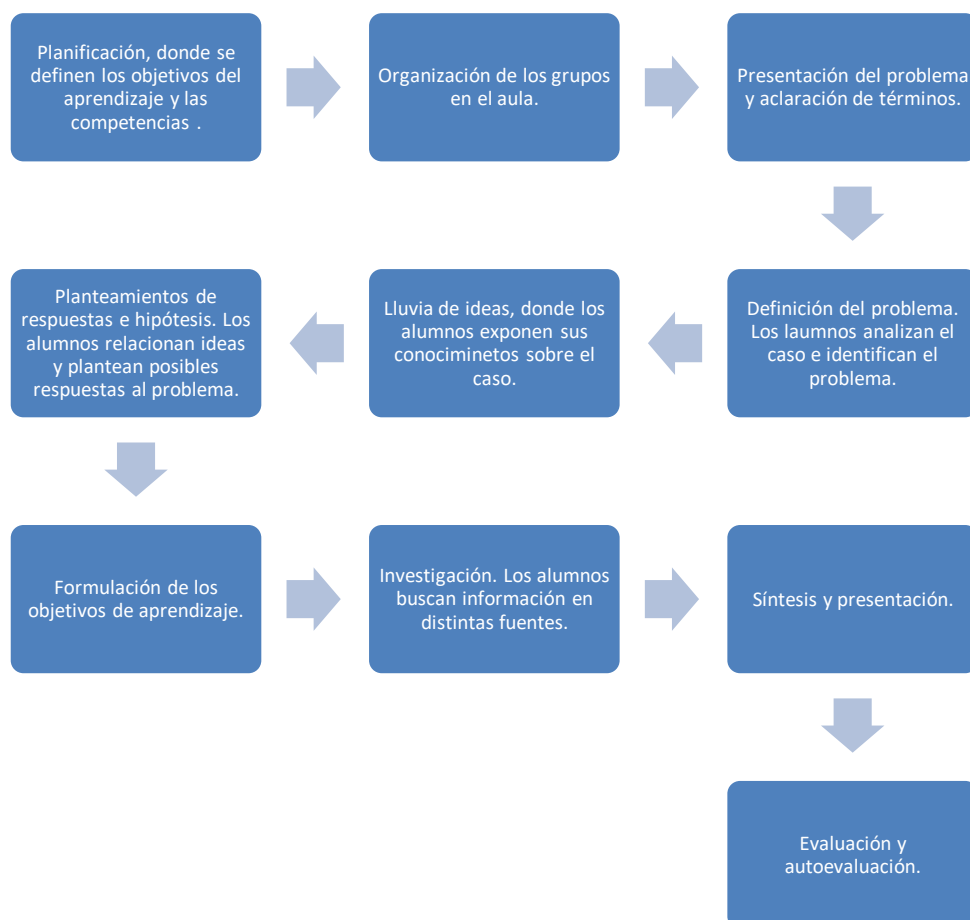 Planificación, donde se
definen los objetivos del
aprendizaje y las
competencias .
Organización de los grupos
en el aula.
Presentación del problema
y aclaración de términos.
Definición del problema.
Los laumnos analizan el
caso e identifican el
problema.
Lluvia de ideas, donde los
alumnos exponen sus
conociminetos sobre el
caso.
Planteamientos de
respuestas e hipótesis. Los
alumnos relacionan ideas
y plantean posibles
respuestas al problema.
Formulación de los
objetivos de aprendizaje.
Investigación. Los alumnos
buscan información en
distintas fuentes.
Síntesis y presentación.
Evaluación y
autoevaluación.